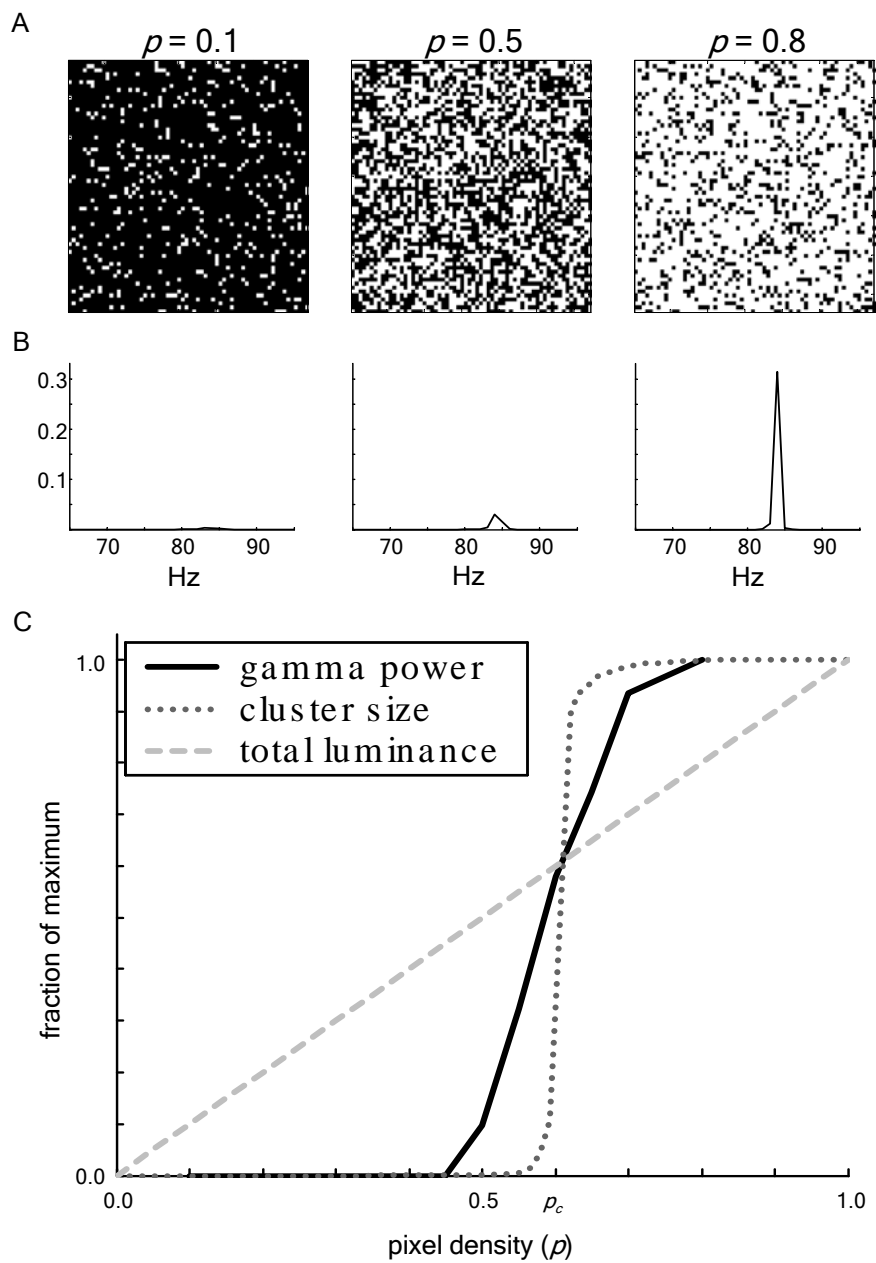 A
p = 0.1
p = 0.5
p = 0.8
B
0.3
0.2
0.1
70 80 90
Hz
70 80 90
Hz
70 80 90
Hz
C
1.0
gamma power
cluster size
total luminance
fraction of maximum
0.0
0.0 0.5 pc 1.0
pixel density (p)